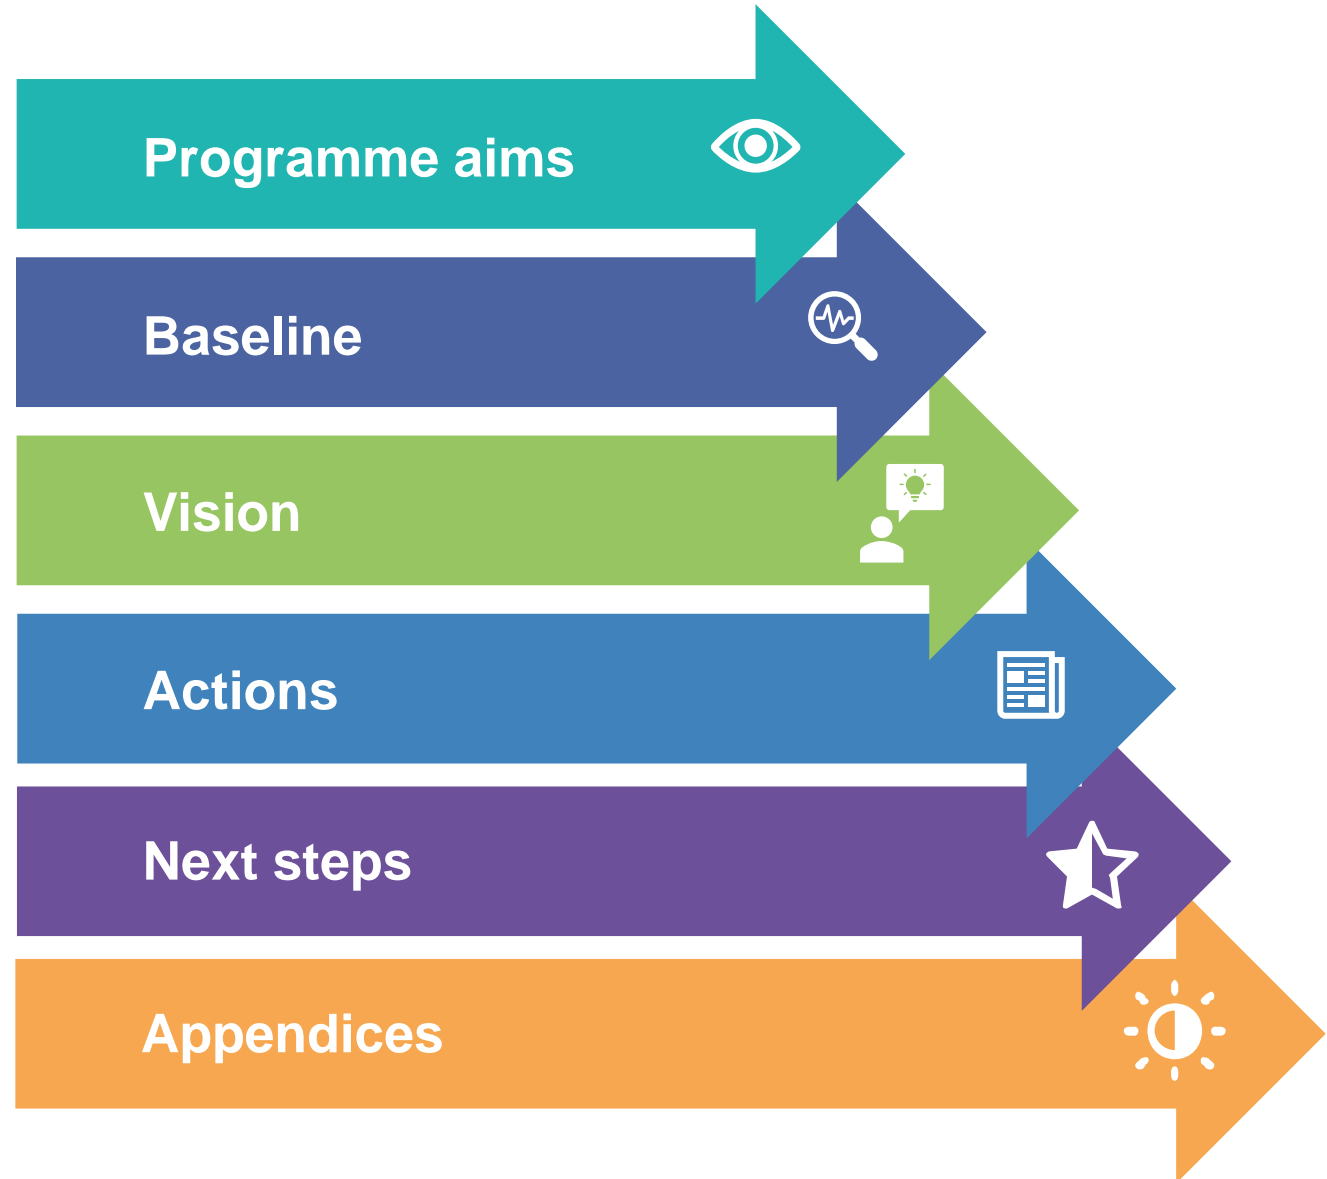 Programme aims
Baseline
Vision
Actions
Next steps
Appendices